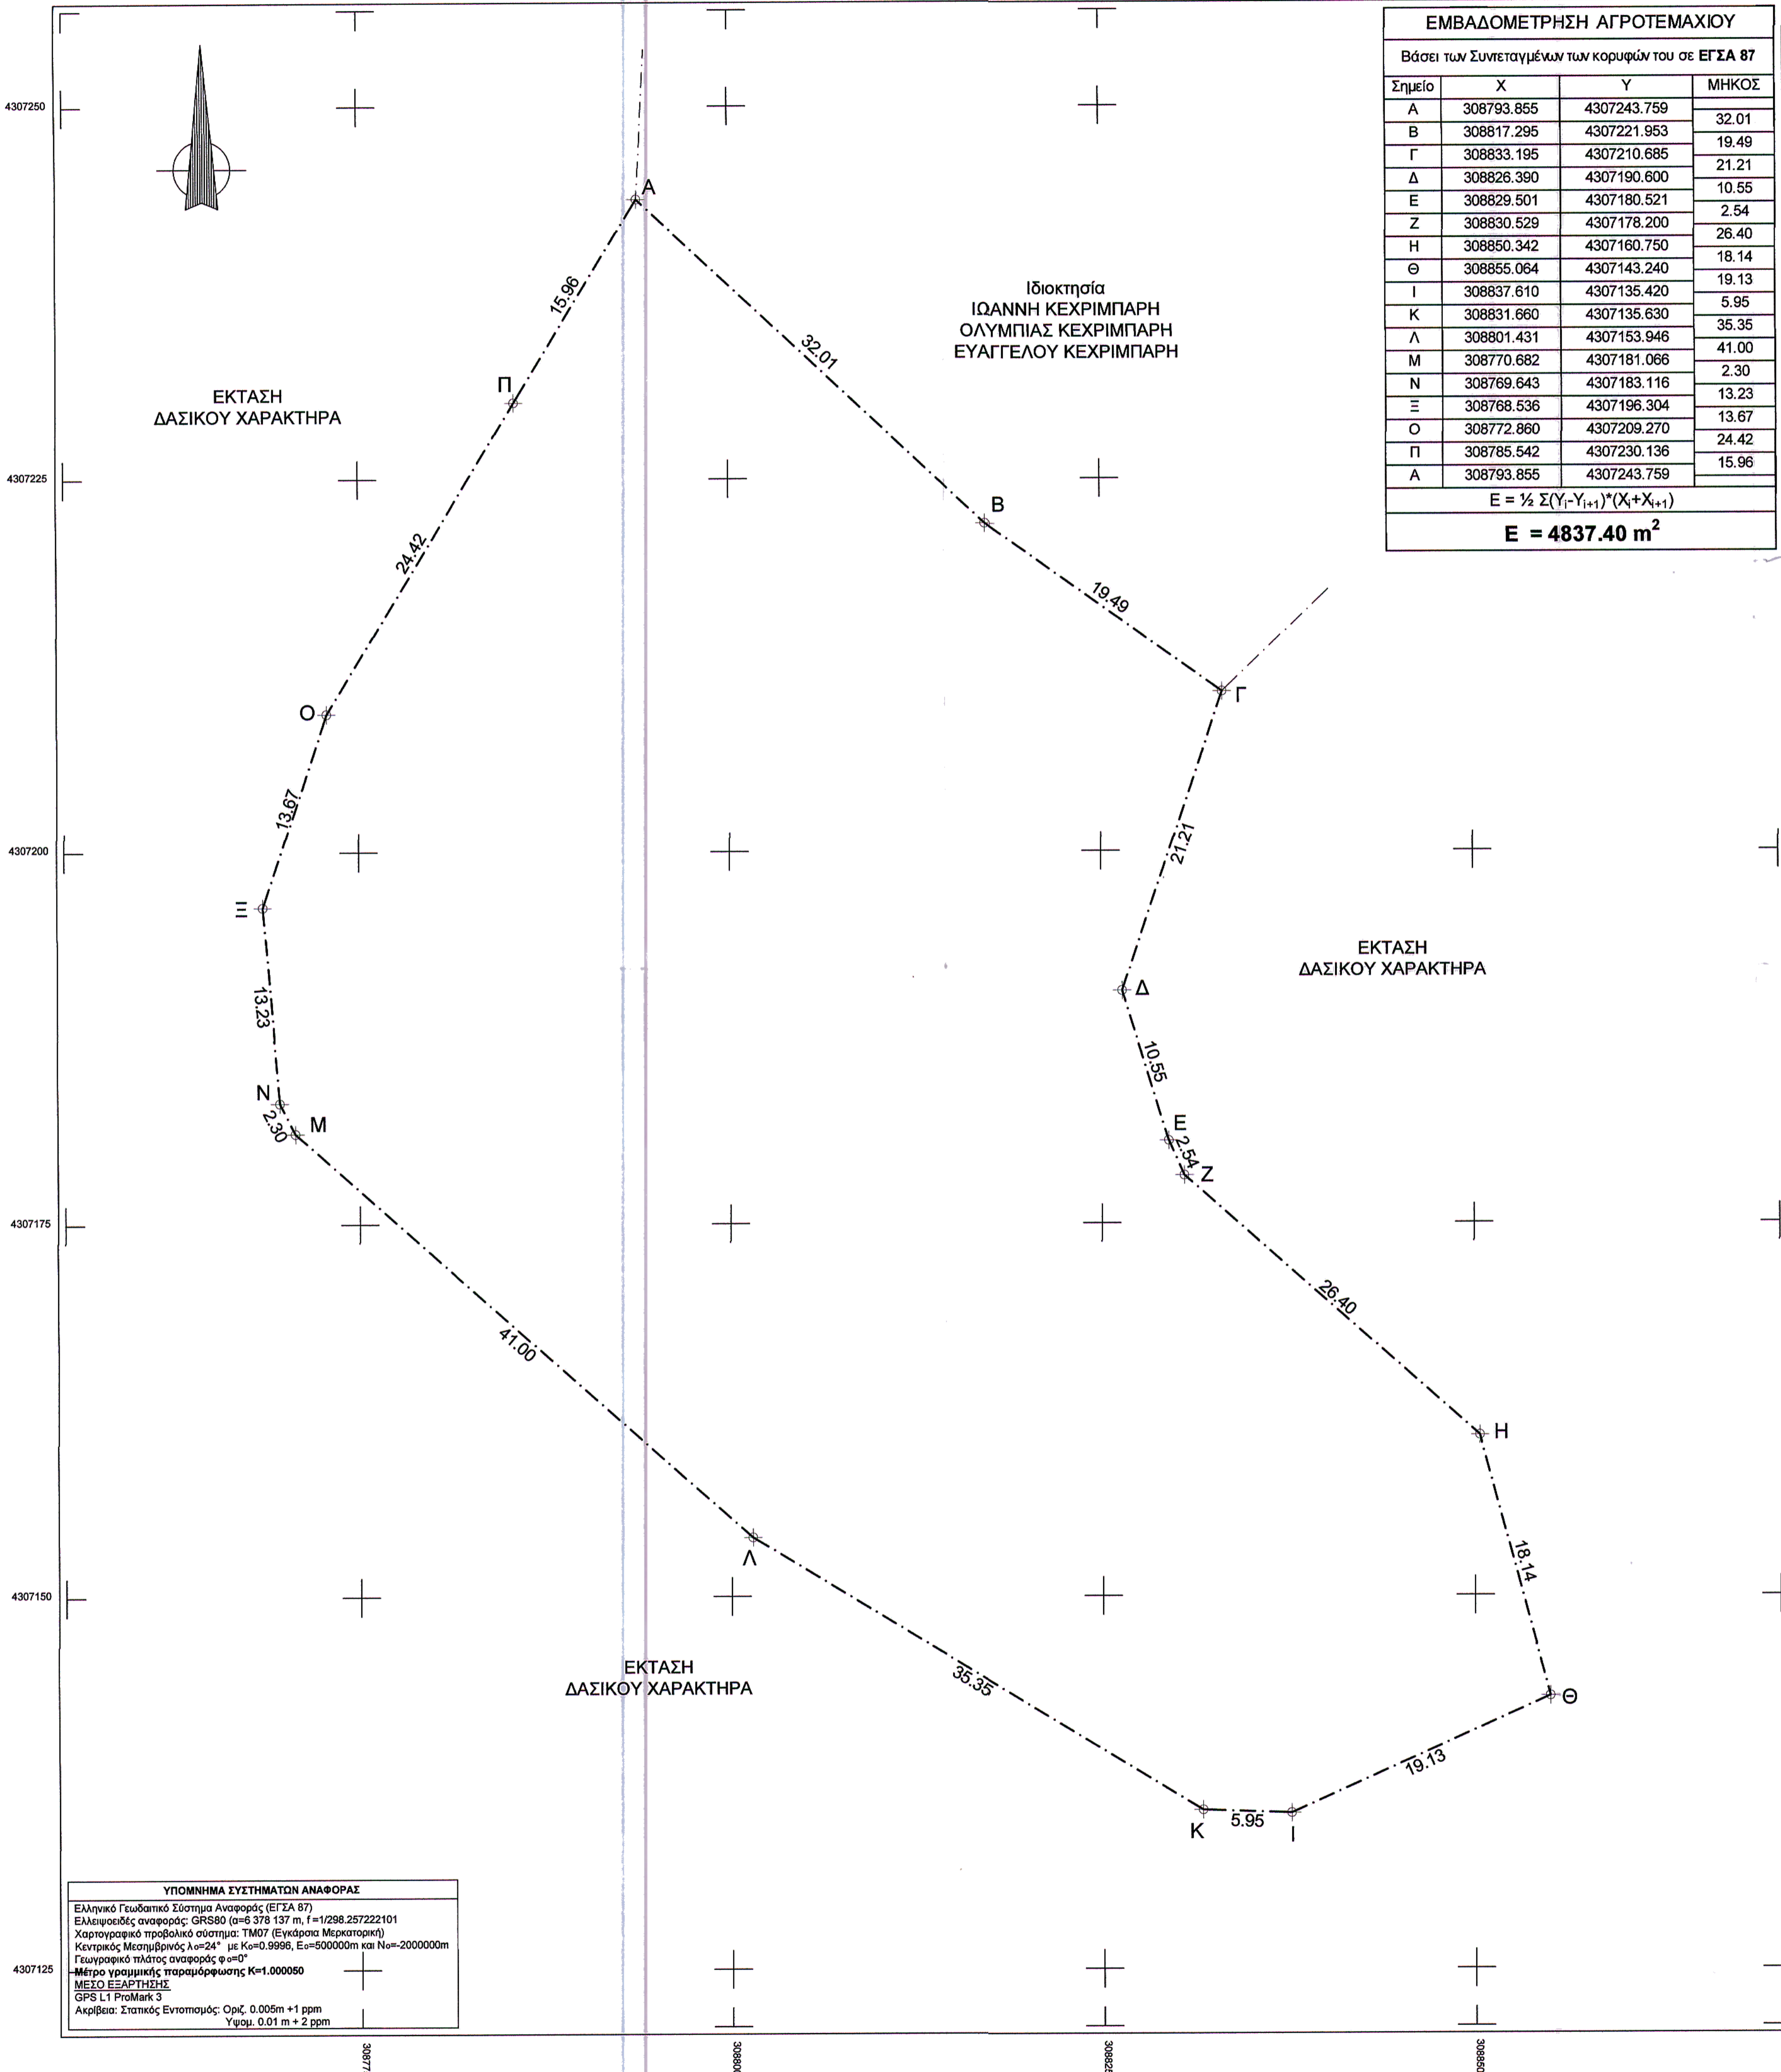 ΕΜΒΑΔΟΜΕΤΡΗΣΗ ΑΓΡΟΤΕΜΑΧΙΟΥ
Βάσει των Συντεταγμένων των κορυφών του σε ΕΓΣΑ 87
Σημείο X Y ΜΗΚΟΣ
Α 308793.855 4307243.759
32.01
Β 308817.295 4307221.953
19.49
Γ 308833.195 4307210.685
21.21
Δ 308826.390 4307190.600
10.55
Ε 308829.501 4307180.521
2.54
Ζ 308830.529 4307178.200
26.40
Η 308850.342 4307160.750
18.14
Θ 308855.064 4307143.240
19.13
Ι 308837.610 4307135.420
5.95
Κ 308831.660 4307135.630
35.35
Λ 308801.431 4307153.946
41.00
Μ 308770.682 4307181.066
2.30
Ν 308769.643 4307183.116
13.23
Ξ 308768.536 4307196.304
13.67
Ο 308772.860 4307209.270
24.42
Π 308785.542 4307230.136
15.96
Α 308793.855 4307243.759
E = ½ Σ(Yi-Yi+1)*(Xi+Xi+1)
E = 4837.40 m²
4307250
Α
15.96
32.01
Ιδιοκτησία
ΙΩΑΝΝΗ ΚΕΧΡΙΜΠΑΡΗ
ΟΛΥΜΠΙΑΣ ΚΕΧΡΙΜΠΑΡΗ
ΕΥΑΓΓΕΛΟΥ ΚΕΧΡΙΜΠΑΡΗ
Π
ΕΚΤΑΣΗ
ΔΑΣΙΚΟΥ ΧΑΡΑΚΤΗΡΑ
4307225
Β
24.42
19.49
Γ
Ο
13.67
21.21
4307200
Ξ
ΕΚΤΑΣΗ
ΔΑΣΙΚΟΥ ΧΑΡΑΚΤΗΡΑ
Δ
13.23
10.55
Ν
2.30
Μ
Ε
2.54
Ζ
4307175
26.40
41.00
Η
Λ
18.14
4307150
ΕΚΤΑΣΗ
ΔΑΣΙΚΟΥ ΧΑΡΑΚΤΗΡΑ
35.35
Θ
19.13
Κ
5.95
Ι
ΥΠΟΜΝΗΜΑ ΣΥΣΤΗΜΑΤΩΝ ΑΝΑΦΟΡΑΣ
Ελληνικό Γεωδαιτικό Σύστημα Αναφοράς (ΕΓΣΑ 87)
Ελλειψοειδές αναφοράς: GRS80 (α=6 378 137 m, f =1/298.257222101
Χαρτογραφικό προβολικό σύστημα: ΤΜ07 (Εγκάρσια Μερκατορική)
Κεντρικός Μεσημβρινός λο=24° με Κο=0.9996, Εο=500000m και Νο=-2000000m
Γεωγραφικό πλάτος αναφοράς φο=0°
Μέτρο γραμμικής παραμόρφωσης Κ=1.000050
ΜΕΣΟ ΕΞΑΡΤΗΣΗΣ
GPS L1 ProMark 3
Ακρίβεια: Στατικός Εντοπισμός: Οριζ. 0.005m +1 ppm
Υψομ. 0.01 m + 2 ppm
4307125